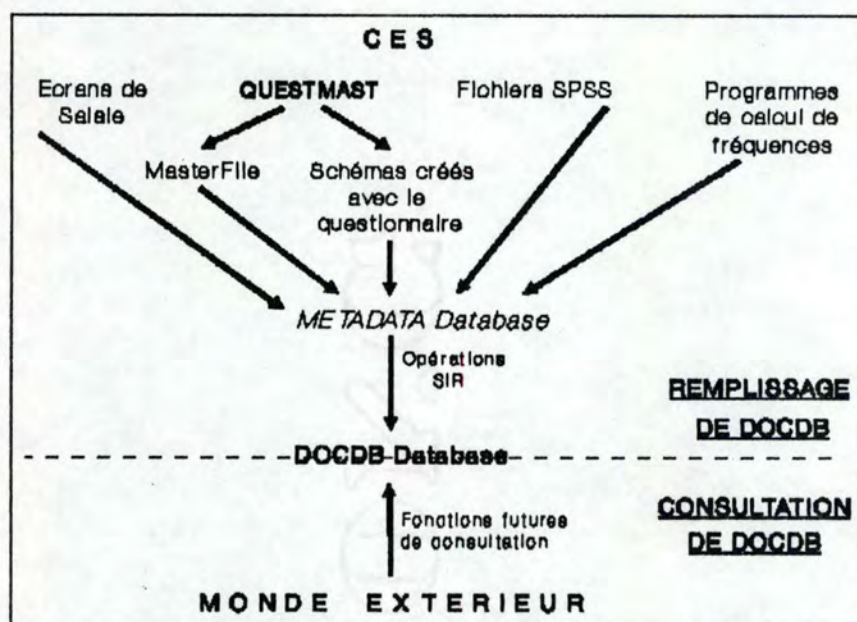 CES
Ecrans de
Saisie
QUESTMAST
Fichiers SPSS
Programmes
de calcul de
fréquences
MasterFile
Schémas créés
avec le
questionnaire
METADATA Database
Opérations
SIR
REMPLISSAGE
DE DOCDB
DOCDB Database
CONSULTATION
DE DOCDB
Fonctions futures
de consultation
MONDE EXTERIEUR